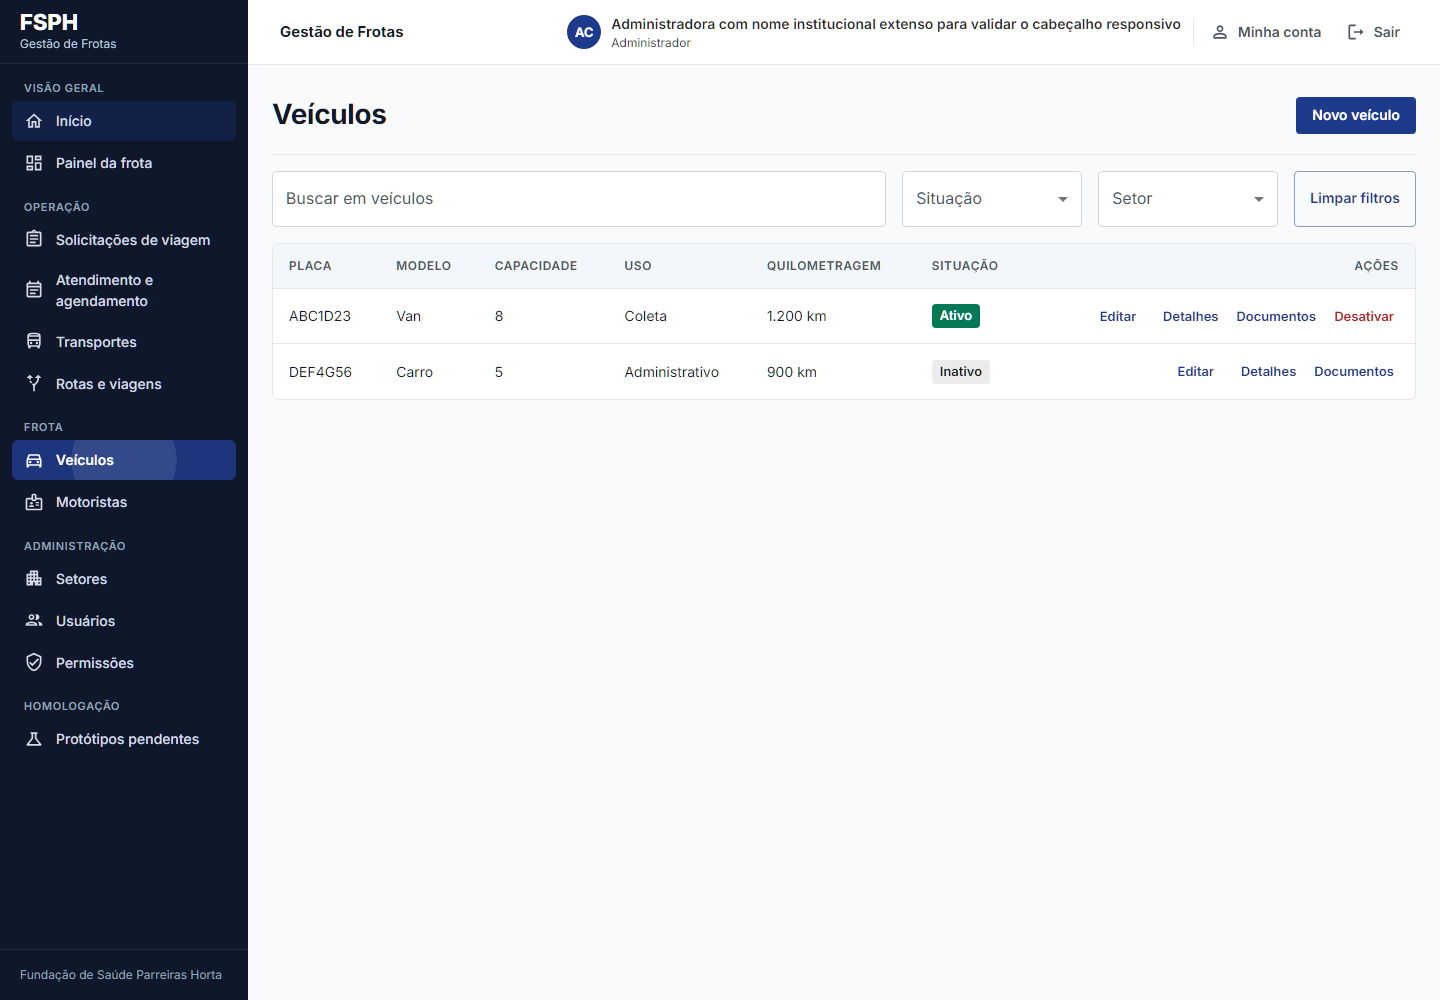 FSPH
Gestão de Frotas
VISÃO GERAL
Início
Painel da frota
OPERAÇÃO
Solicitações de viagem
Atendimento e
agendamento
Transportes
Rotas e viagens
FROTA
Veículos
Motoristas
ADMINISTRAÇÃO
Setores
Usuários
Permissões
HOMOLOGAÇÃO
Protótipos pendentes
Fundação de Saúde Parreiras Horta
Gestão de Frotas
AC
Administradora com nome institucional extenso para validar o cabeçalho responsivo
Administrador
Minha conta
Sair
Veículos
Novo veículo
Buscar em veículos
Situação
Setor
Limpar filtros
PLACA MODELO CAPACIDADE USO QUILOMETRAGEM SITUAÇÃO AÇÕES
ABC1D23 Van 8 Coleta 1.200 km Ativo Editar Detalhes Documentos Desativar
DEF4G56 Carro 5 Administrativo 900 km Inativo Editar Detalhes Documentos